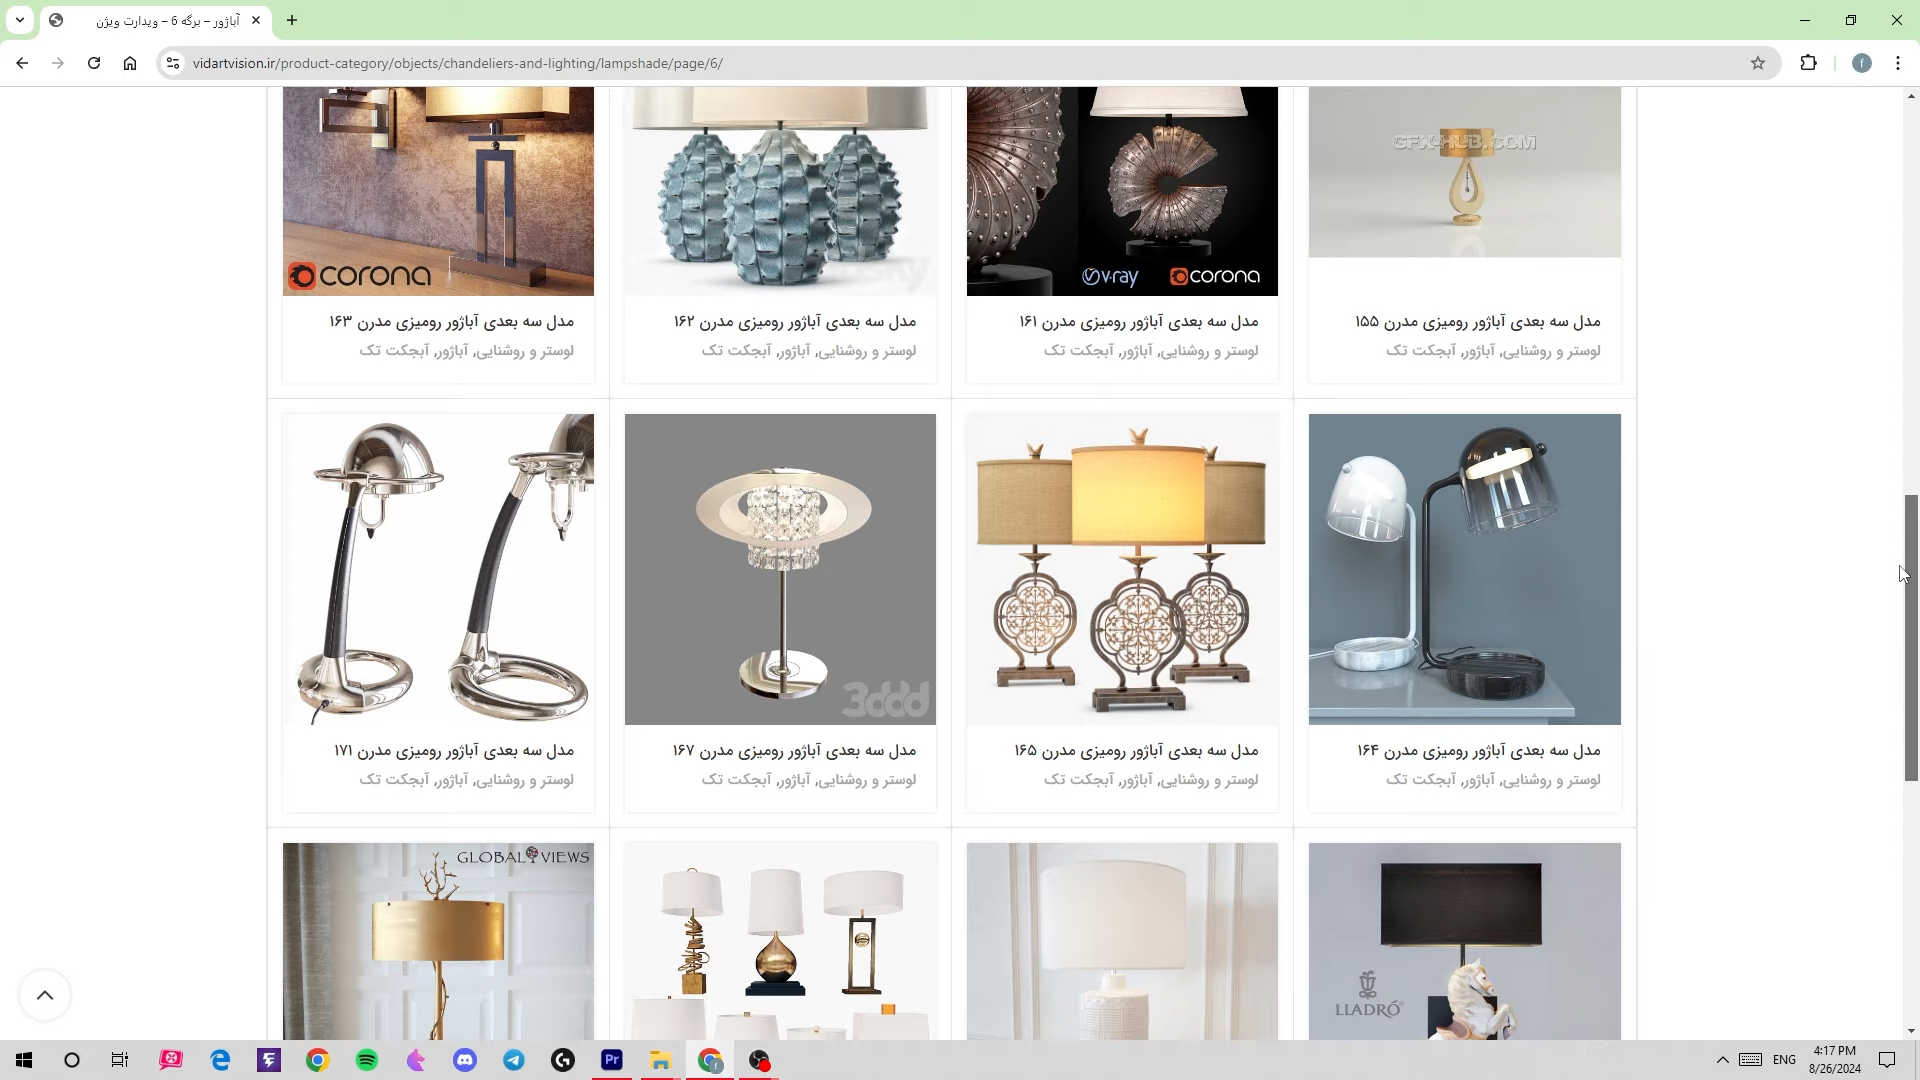 آباژور – برگه 6 – ویدارت ویژن
vidartvision.ir/product-category/objects/chandeliers-and-lighting/lampshade/page/6/
f
corona
v·ray
corona
GFX-HUB.COM
مدل سه بعدی آباژور رومیزی مدرن ۱۵۵
لوستر و روشنایی, آباژور, آبجکت تک
مدل سه بعدی آباژور رومیزی مدرن ۱۶۱
لوستر و روشنایی, آباژور, آبجکت تک
مدل سه بعدی آباژور رومیزی مدرن ۱۶۲
لوستر و روشنایی, آباژور, آبجکت تک
مدل سه بعدی آباژور رومیزی مدرن ۱۶۳
لوستر و روشنایی, آباژور, آبجکت تک
3ddd
مدل سه بعدی آباژور رومیزی مدرن ۱۶۴
لوستر و روشنایی, آباژور, آبجکت تک
مدل سه بعدی آباژور رومیزی مدرن ۱۶۵
لوستر و روشنایی, آباژور, آبجکت تک
مدل سه بعدی آباژور رومیزی مدرن ۱۶۷
لوستر و روشنایی, آباژور, آبجکت تک
مدل سه بعدی آباژور رومیزی مدرن ۱۷۱
لوستر و روشنایی, آباژور, آبجکت تک
GLOBAL VIEWS
LLADRÓ
Pr
f
ENG
4:17 PM
8/26/2024